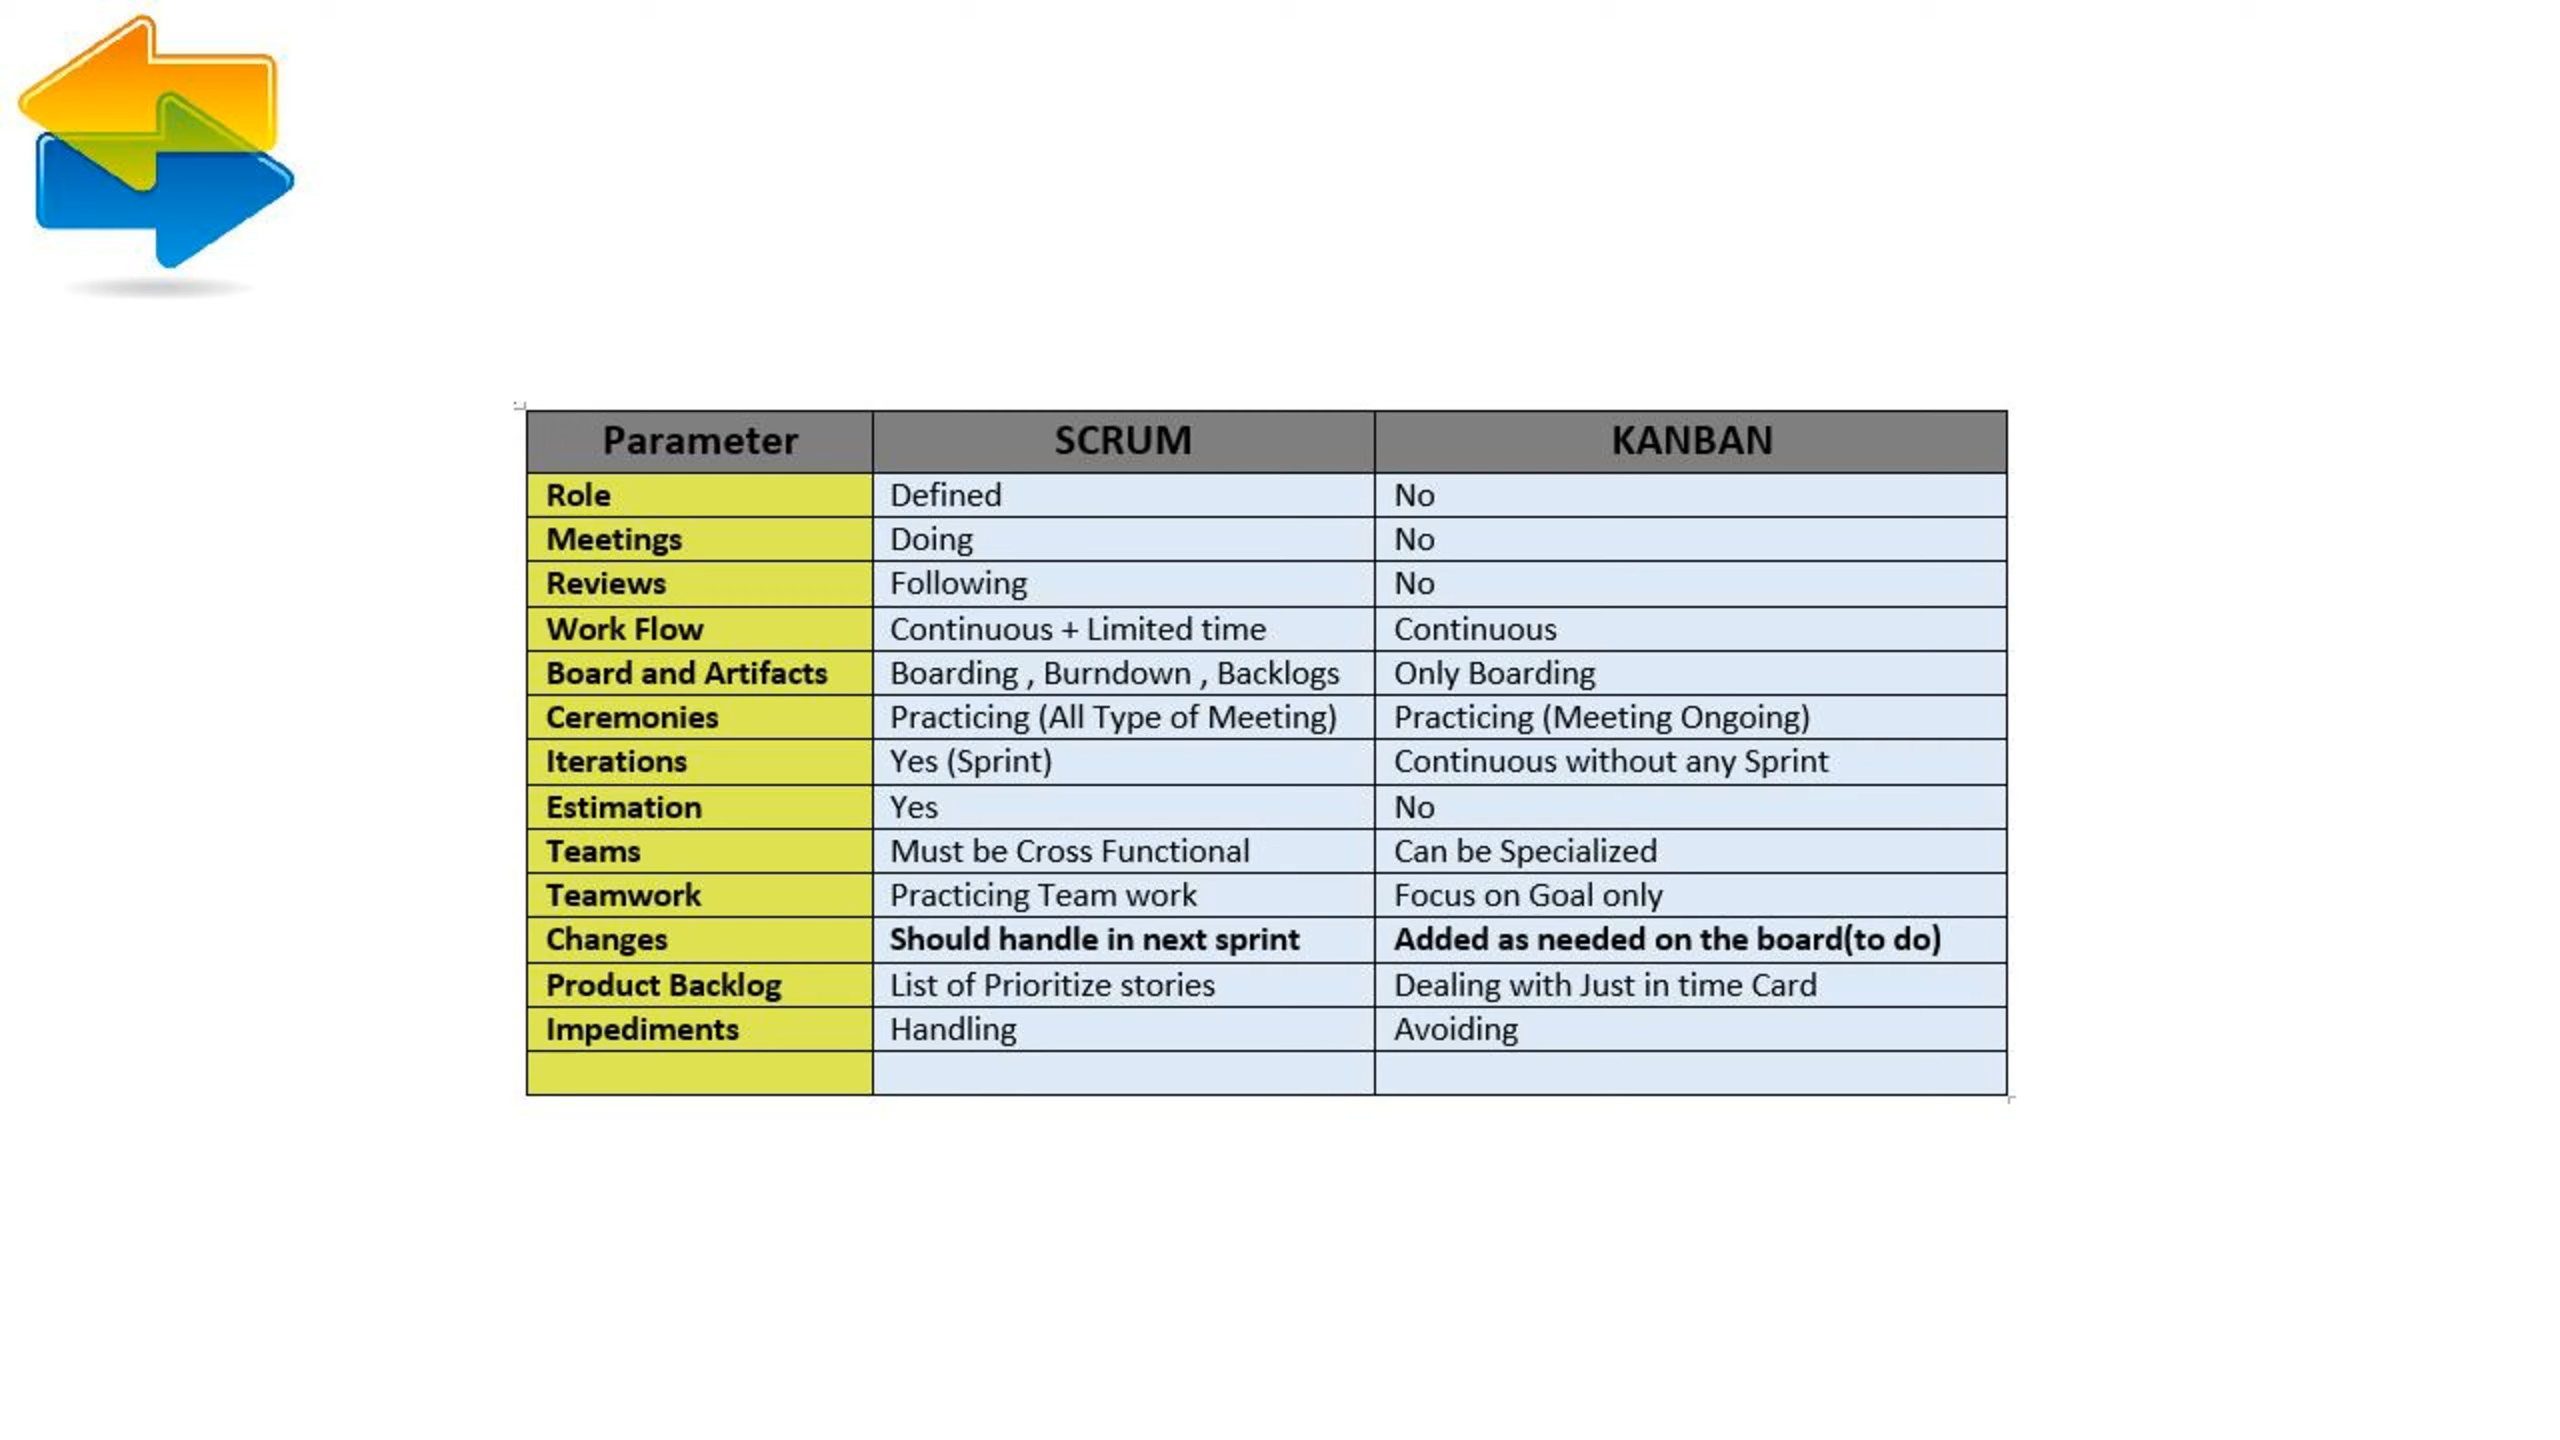 Parameter SCRUM KANBAN
Role Defined No
Meetings Doing No
Reviews Following No
Work Flow Continuous + Limited time Continuous
Board and Artifacts Boarding , Burndown , Backlogs Only Boarding
Ceremonies Practicing (All Type of Meeting) Practicing (Meeting Ongoing)
Iterations Yes (Sprint) Continuous without any Sprint
Estimation Yes No
Teams Must be Cross Functional Can be Specialized
Teamwork Practicing Team work Focus on Goal only
Changes Should handle in next sprint Added as needed on the board(to do)
Product Backlog List of Prioritize stories Dealing with Just in time Card
Impediments Handling Avoiding